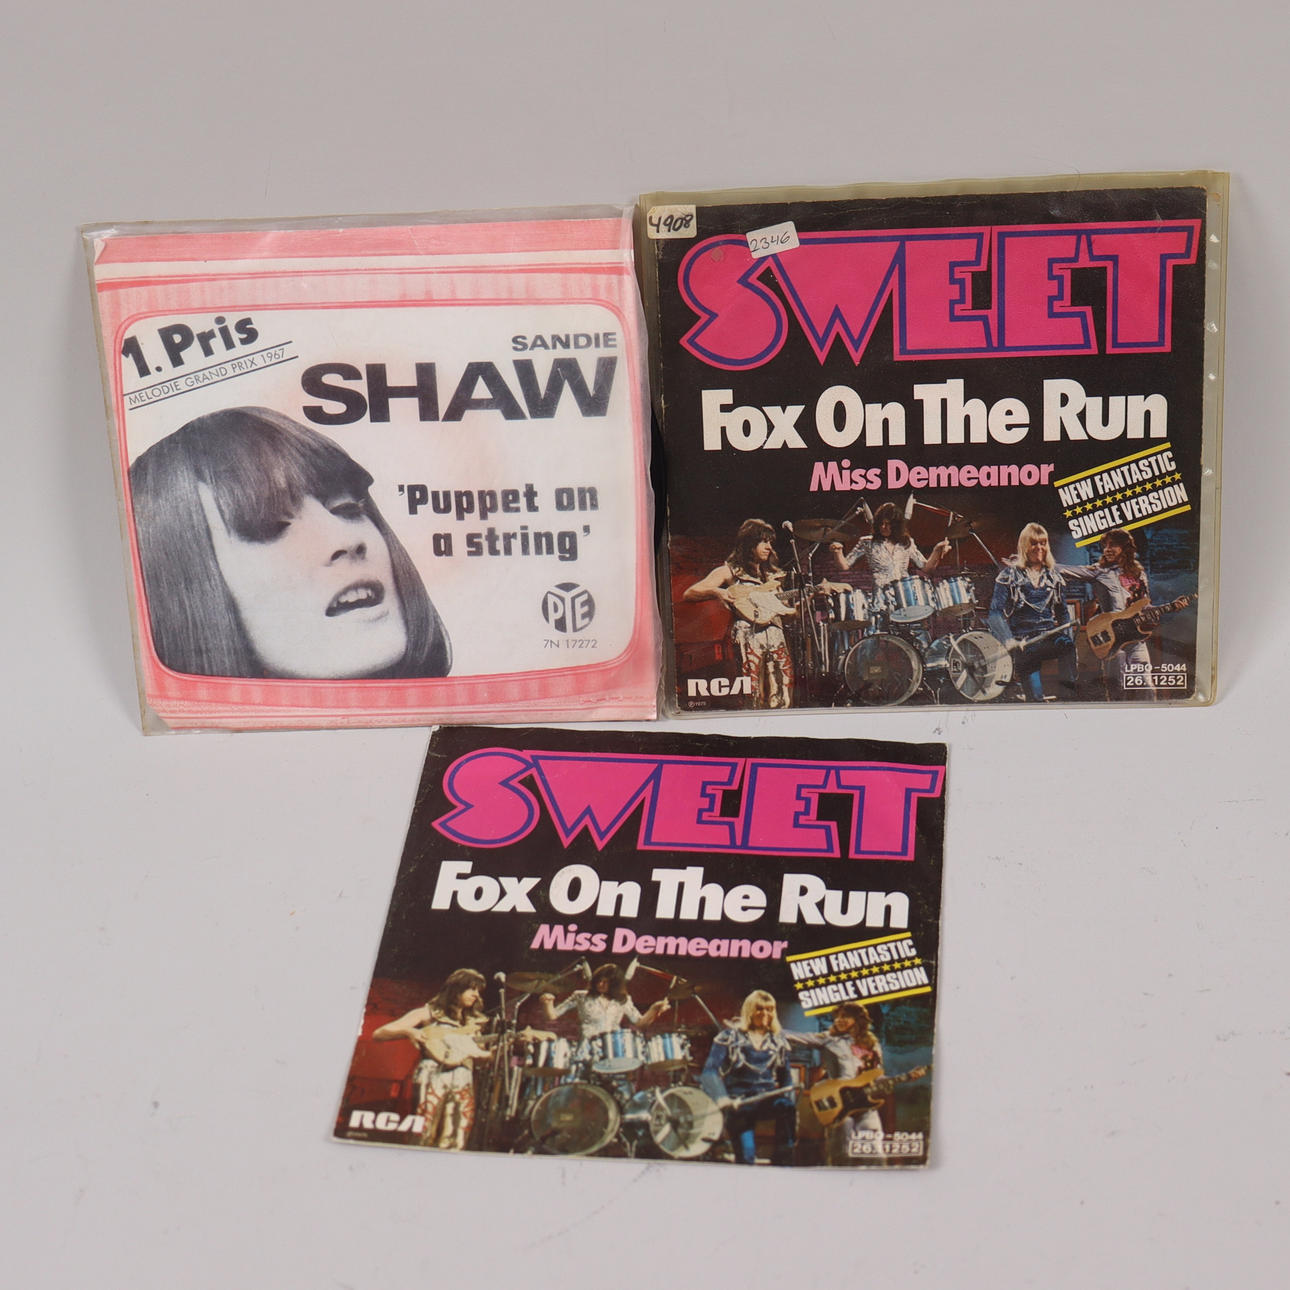 1. Pris
MELODIE GRAND PRIX 1967
SANDIE
SHAW
'Puppet on
a string'
PYE
7N 17272
4908
2346
SWEET
Fox On The Run
Miss Demeanor
NEW FANTASTIC
SINGLE VERSION
RCA
LPBO-5044
26.11252
SWEET
Fox On The Run
Miss Demeanor
NEW FANTASTIC
SINGLE VERSION
RCA
LPBO-5044
26.11252